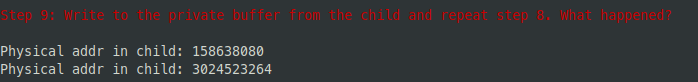 Step 9: Write to the private buffer from the child and repeat step 8. What happened?
Physical addr in child: 158638080
Physical addr in child: 3024523264